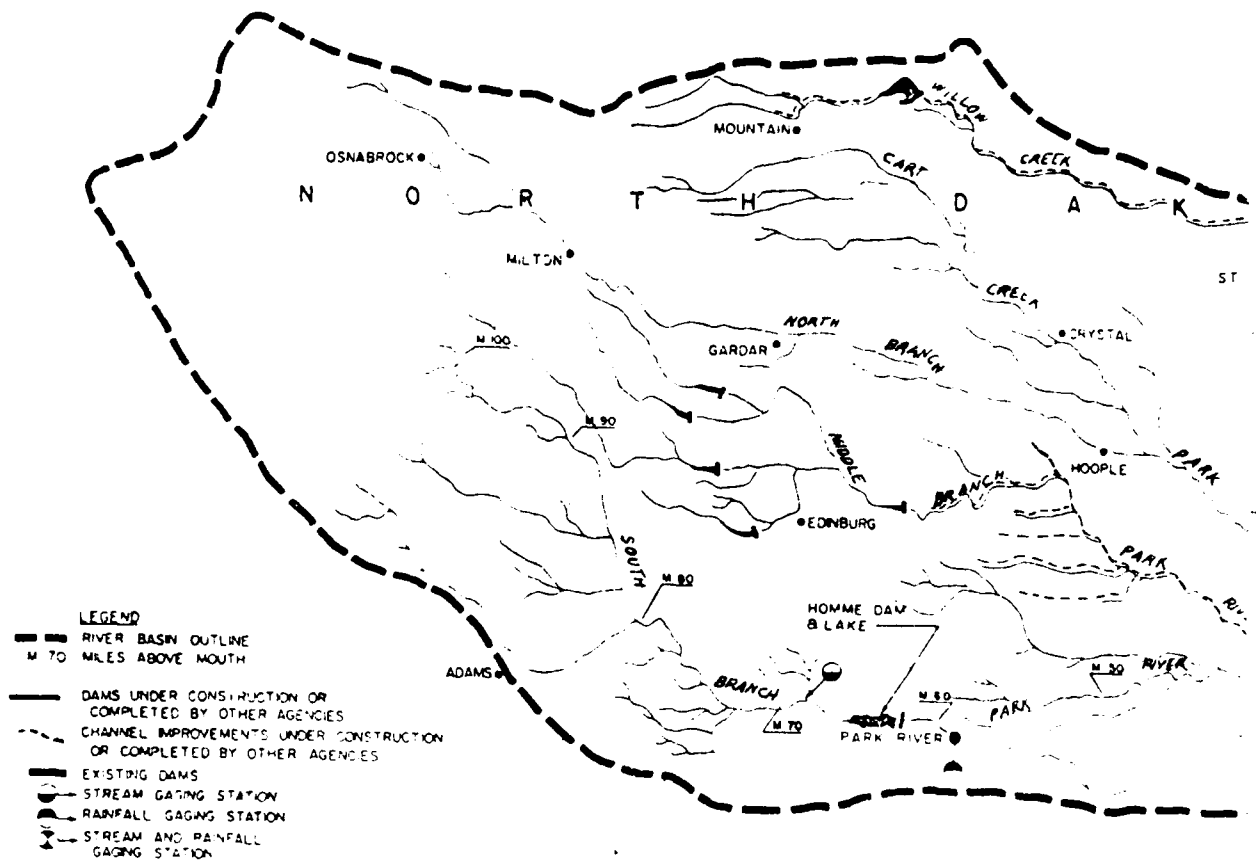 WILLOW
CREEK
MOUNTAIN
OSNABROCK
CART
N O R T H D A K
MILTON
ST
CREEK
NORTH
CRYSTAL
GARDAR
BRANCH
M 100
M 90
MIDDLE
HOOPLE
PARK
BRANCH
EDINBURG
SOUTH
PARK
M 80
HOMME DAM
& LAKE
RIV
LEGEND
RIVER BASIN OUTLINE
M 70 MILES ABOVE MOUTH
ADAMS
RIVER
M 50
BRANCH
M 60
PARK
M 70
PARK RIVER
DAMS UNDER CONSTRUCTION OR
COMPLETED BY OTHER AGENCIES
CHANNEL IMPROVEMENTS UNDER CONSTRUCTION
OR COMPLETED BY OTHER AGENCIES
EXISTING DAMS
STREAM GAGING STATION
RAINFALL GAGING STATION
STREAM AND RAINFALL
GAGING STATION